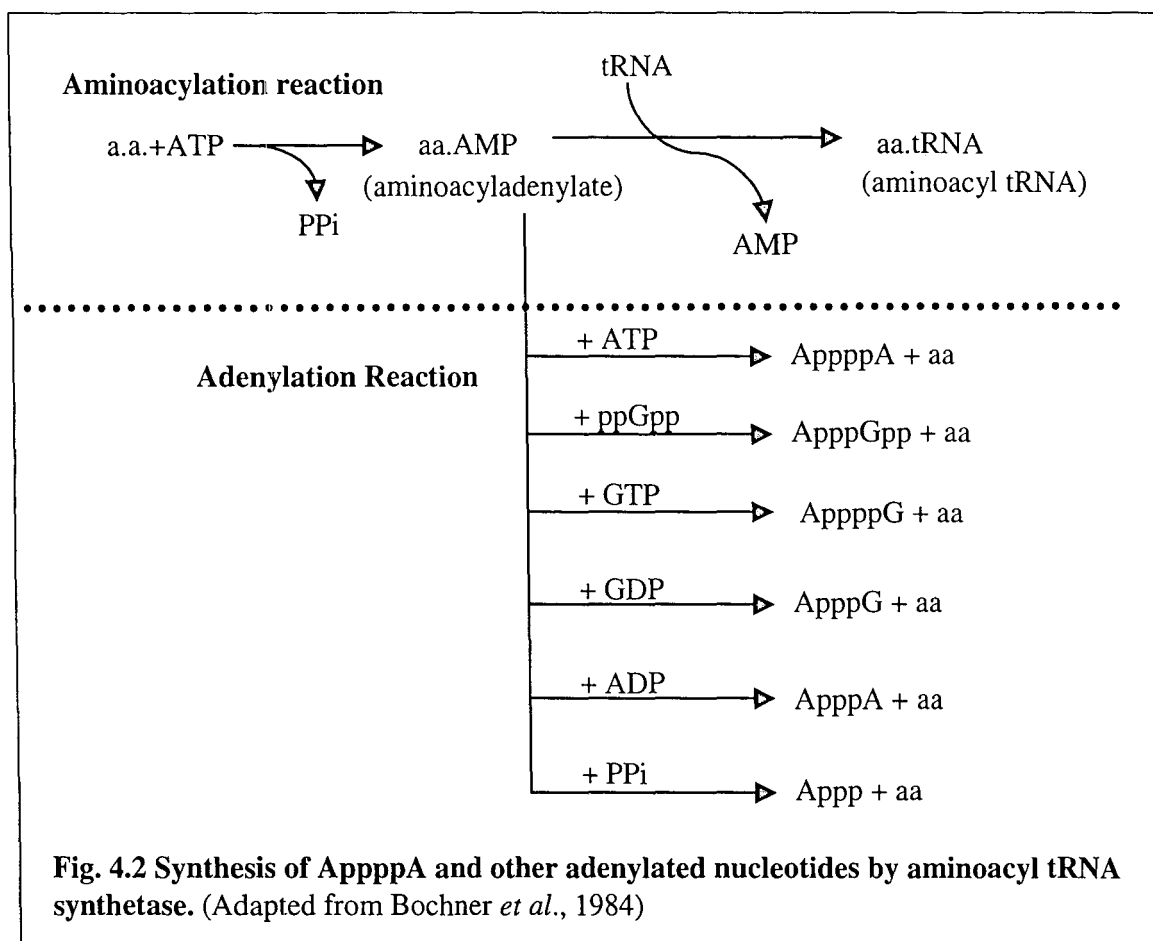 tRNA
Aminoacylation reaction
a.a.+ATP
aa.AMP
aa.tRNA
(aminoacyladenylate)
(aminoacyl tRNA)
PPi
AMP
+ ATP
AppppA + aa
Adenylation Reaction
+ ppGpp
ApppGpp + aa
+ GTP
AppppG + aa
+ GDP
ApppG + aa
+ ADP
ApppA + aa
+ PPi
Appp + aa
Fig. 4.2 Synthesis of AppppA and other adenylated nucleotides by aminoacyl tRNA
synthetase. (Adapted from Bochner et al., 1984)